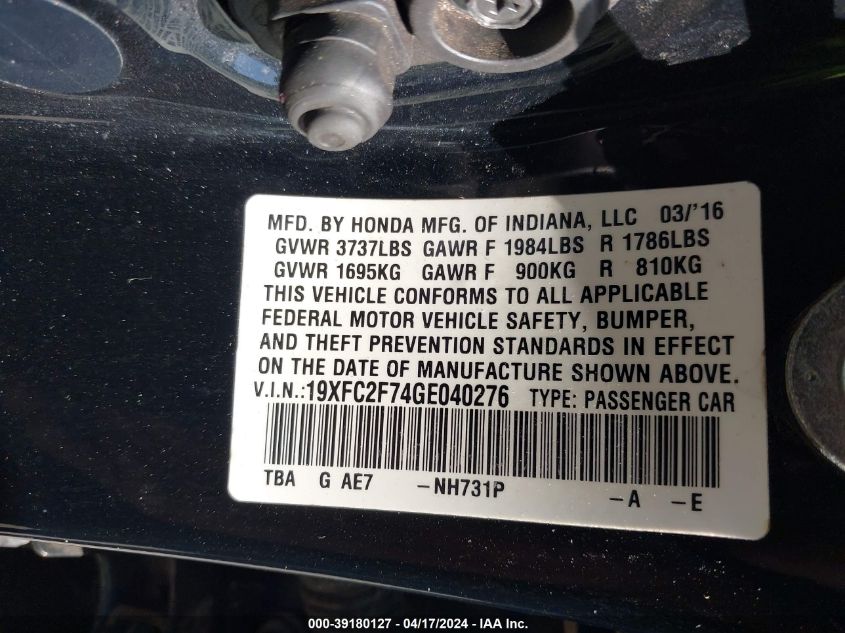 MFD. BY HONDA MFG. OF INDIANA, LLC 03/'16
GVWR 3737LBS GAWR F 1984LBS R 1786LBS
GVWR 1695KG GAWR F 900KG R 810KG
THIS VEHICLE CONFORMS TO ALL APPLICABLE
FEDERAL MOTOR VEHICLE SAFETY, BUMPER,
AND THEFT PREVENTION STANDARDS IN EFFECT
ON THE DATE OF MANUFACTURE SHOWN ABOVE.
V.I.N.:19XFC2F74GE040276 TYPE: PASSENGER CAR
TBA G AE7 -NH731P -A -E
000-39180127 - 04/17/2024 - IAA Inc.